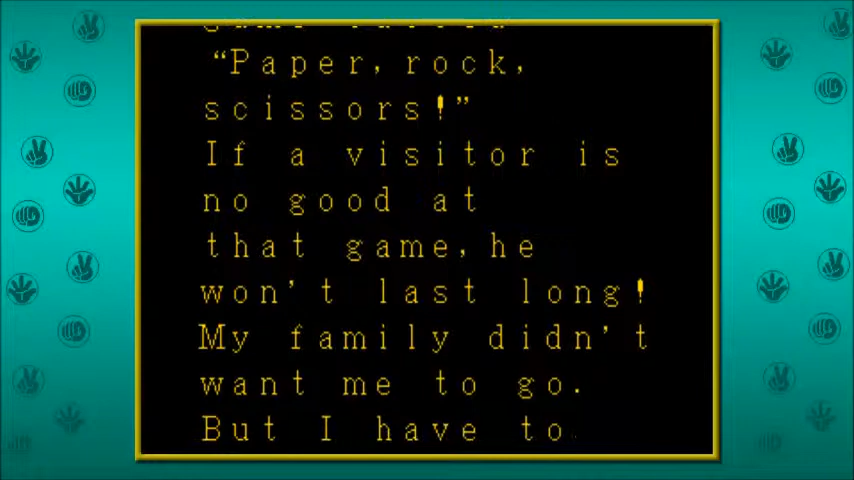 “Paper, rock,
scissors!”
If a visitor is
no good at
that game, he
won't last long!
My family didn't
want me to go.
But I have to